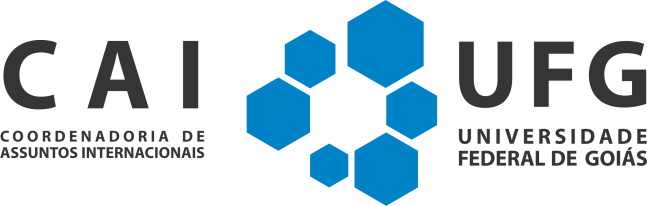 CAI
COORDENADORIA DE
ASSUNTOS INTERNACIONAIS
UFG
UNIVERSIDADE
FEDERAL DE GOIÁS